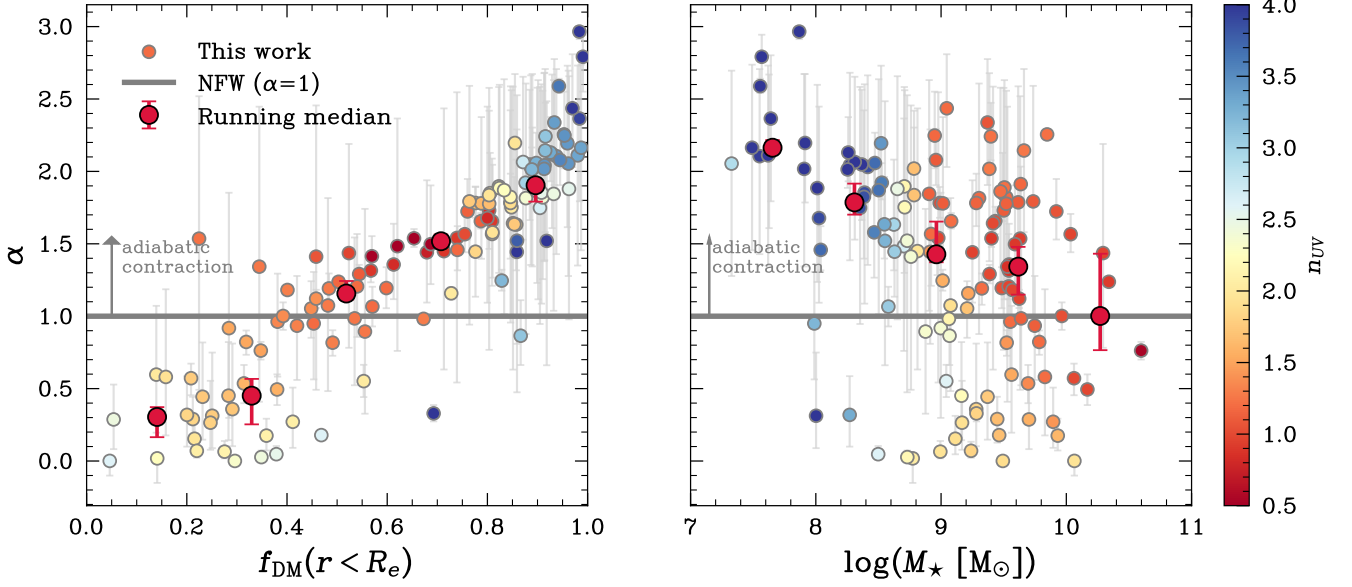 3.0
2.5
2.0
1.5
1.0
0.5
0.0
α
This work
NFW (α=1)
Running median
adiabatic
contraction
0.0 0.2 0.4 0.6 0.8 1.0
f_DM(r < R_e)
adiabatic
contraction
7 8 9 10 11
log(M⋆ [M⊙])
4.0
3.5
3.0
2.5
2.0
1.5
1.0
0.5
n_UV